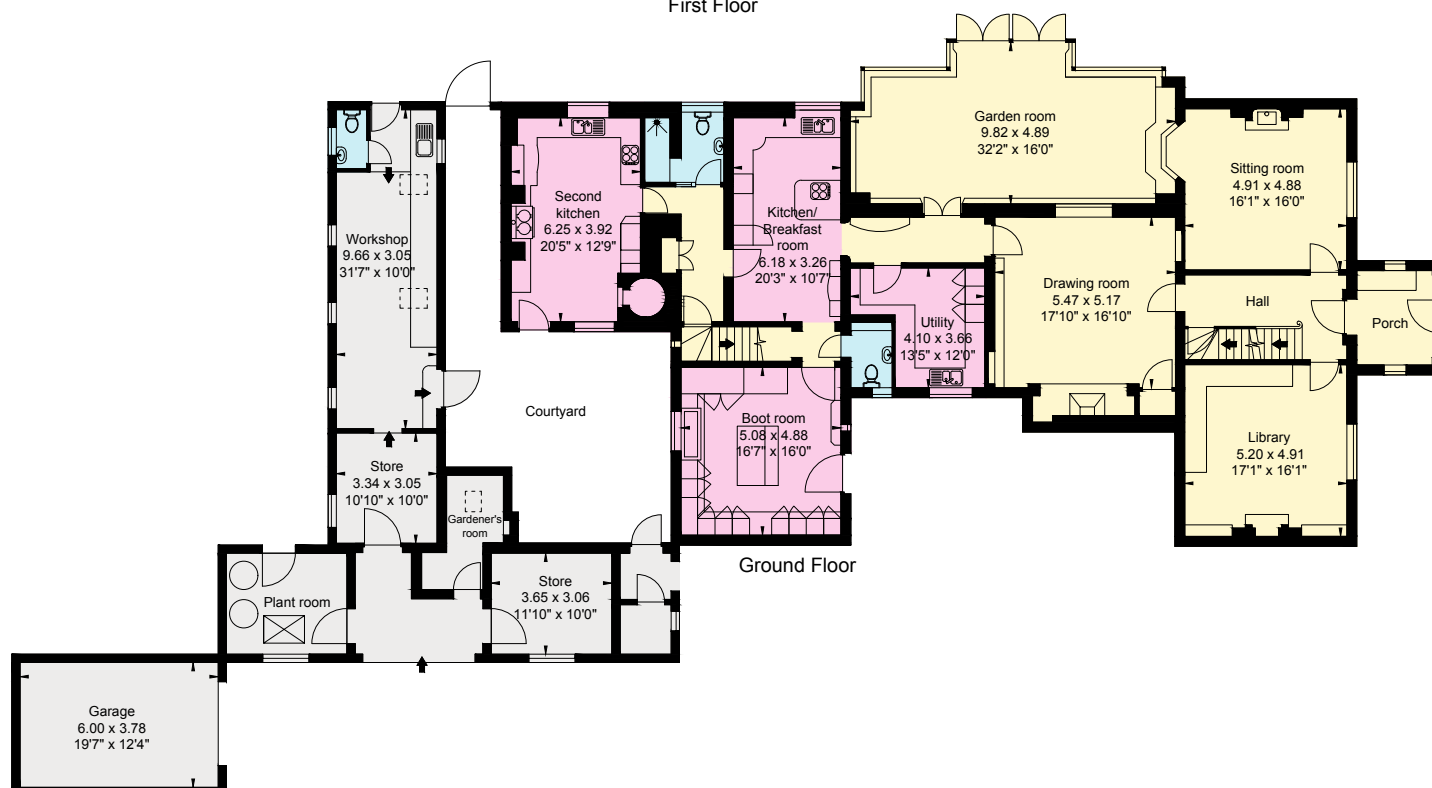 First Floor
Garden room
9.82 x 4.89
32'2" x 16'0"
Sitting room
4.91 x 4.88
16'1" x 16'0"
Second
kitchen
6.25 x 3.92
20'5" x 12'9"
Kitchen/
Breakfast
room
6.18 x 3.26
20'3" x 10'7"
Workshop
9.66 x 3.05
31'7" x 10'0"
Drawing room
5.47 x 5.17
17'10" x 16'10"
Hall
Porch
Utility
4.10 x 3.66
13'5" x 12'0"
Courtyard
Boot room
5.08 x 4.88
16'7" x 16'0"
Library
5.20 x 4.91
17'1" x 16'1"
Store
3.34 x 3.05
10'10" x 10'0"
Gardener's
room
Ground Floor
Store
3.65 x 3.06
11'10" x 10'0"
Plant room
Garage
6.00 x 3.78
19'7" x 12'4"